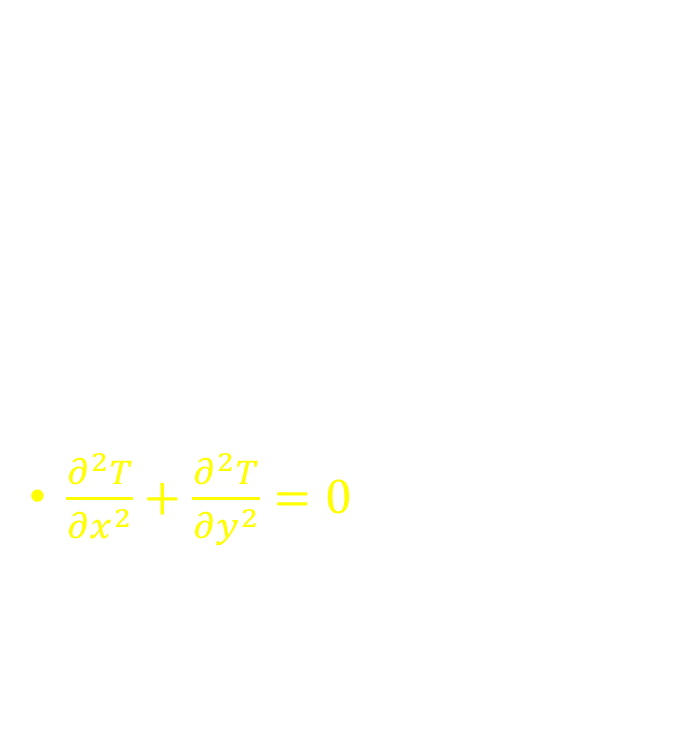 • ∂²T/∂x² + ∂²T/∂y² = 0